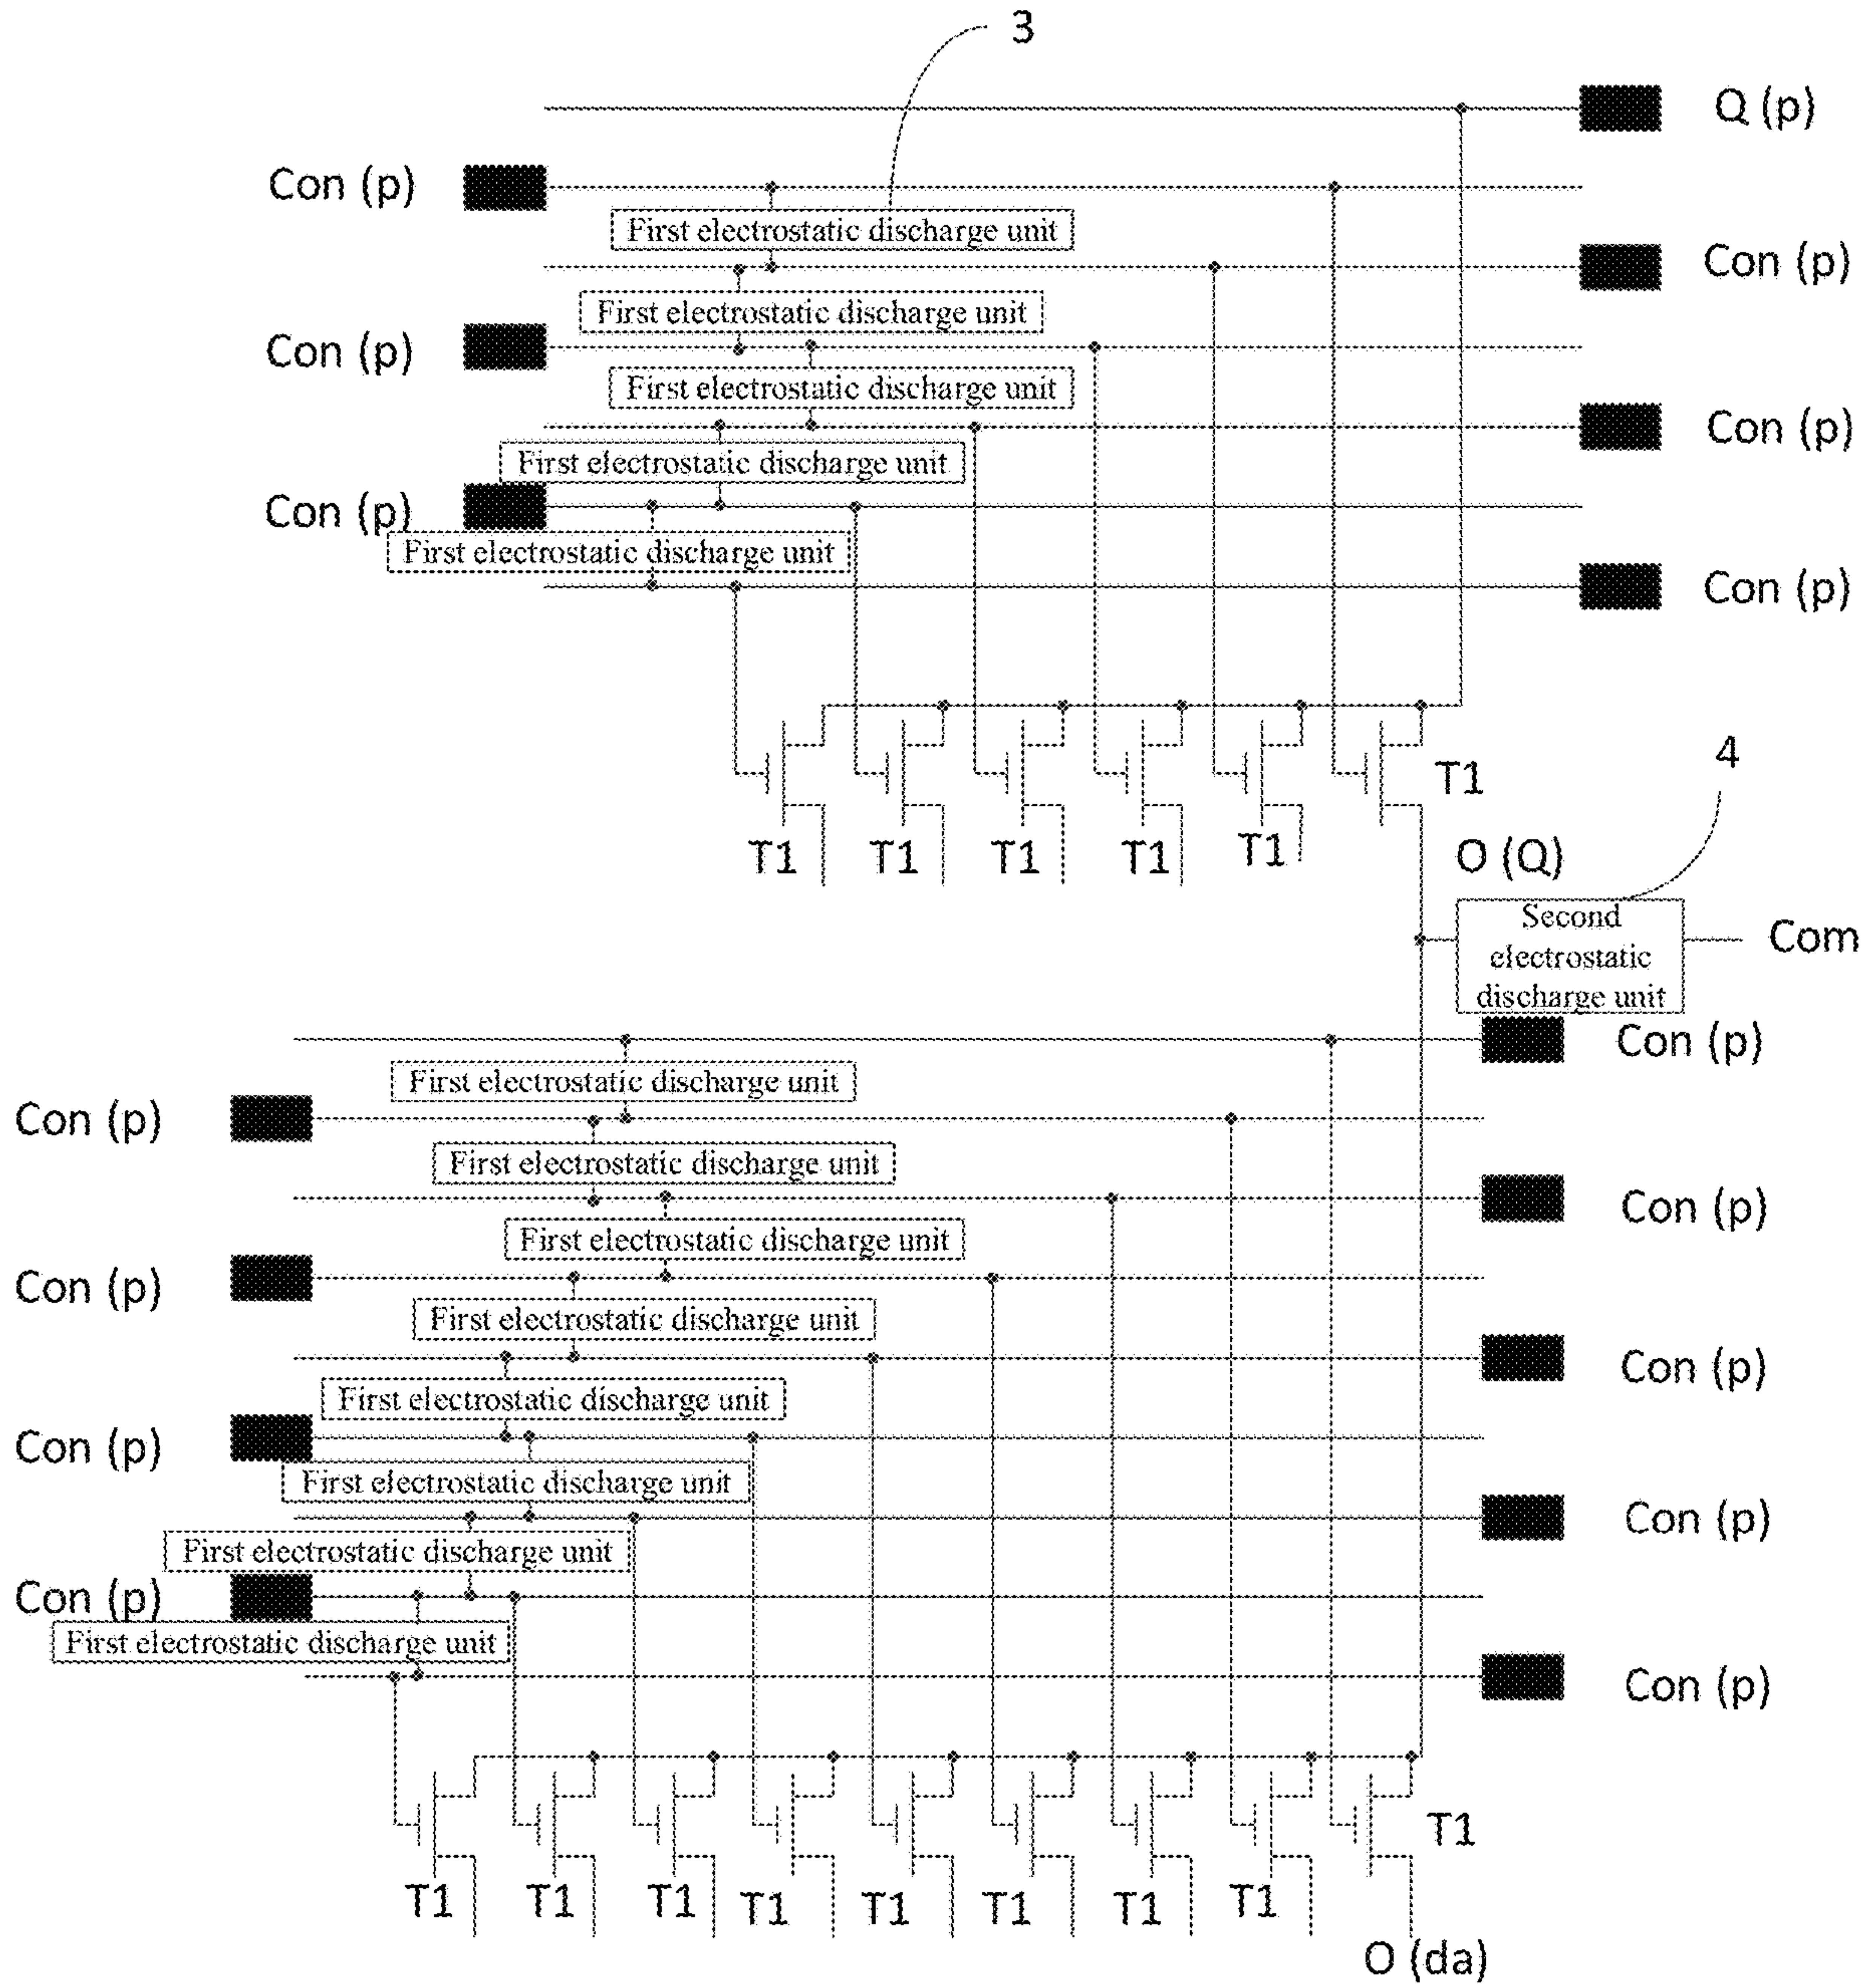 3
Q (p)
Con (p)
First electrostatic discharge unit
Con (p)
First electrostatic discharge unit
Con (p)
First electrostatic discharge unit
Con (p)
First electrostatic discharge unit
Con (p)
First electrostatic discharge unit
Con (p)
4
T1
T1
T1
T1
T1
T1
O (Q)
Second
electrostatic
discharge unit
Com
Con (p)
First electrostatic discharge unit
Con (p)
First electrostatic discharge unit
Con (p)
First electrostatic discharge unit
Con (p)
First electrostatic discharge unit
Con (p)
First electrostatic discharge unit
Con (p)
First electrostatic discharge unit
Con (p)
First electrostatic discharge unit
Con (p)
First electrostatic discharge unit
Con (p)
T1
T1
T1
T1
T1
T1
T1
T1
T1
O (da)